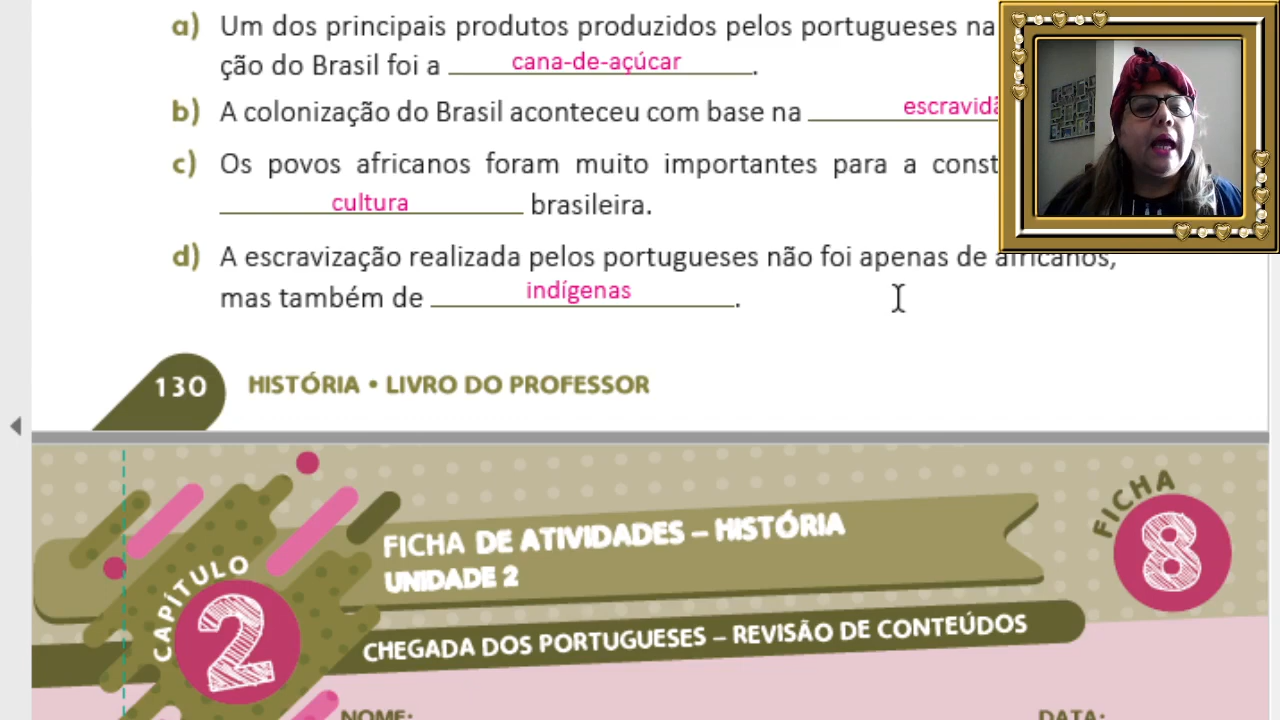 a) Um dos principais produtos produzidos pelos portugueses na
ção do Brasil foi a cana-de-açúcar.
b) A colonização do Brasil aconteceu com base na
c) Os povos africanos foram muito importantes para a
cultura brasileira.
d) A escravização realizada pelos portugueses não foi apenas de africanos,
mas também de indígenas.
130 HISTÓRIA • LIVRO DO PROFESSOR
FICHA 8
FICHA DE ATIVIDADES – HISTÓRIA
UNIDADE 2
CAPÍTULO 2
CHEGADA DOS PORTUGUESES – REVISÃO DE CONTEÚDOS
NOME: DATA: